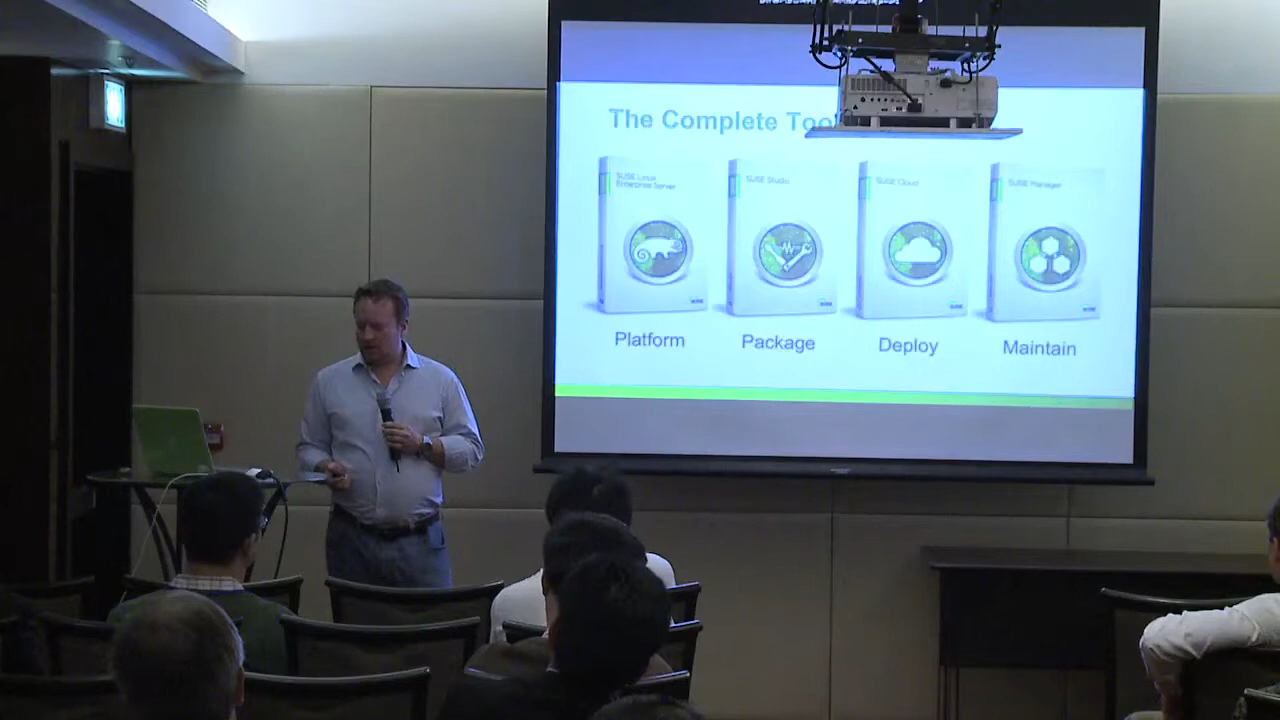 The Complete Too
SUSE Linux
Enterprise Server
SUSE Studio
SUSE Cloud
SUSE Manager
Platform
Package
Deploy
Maintain